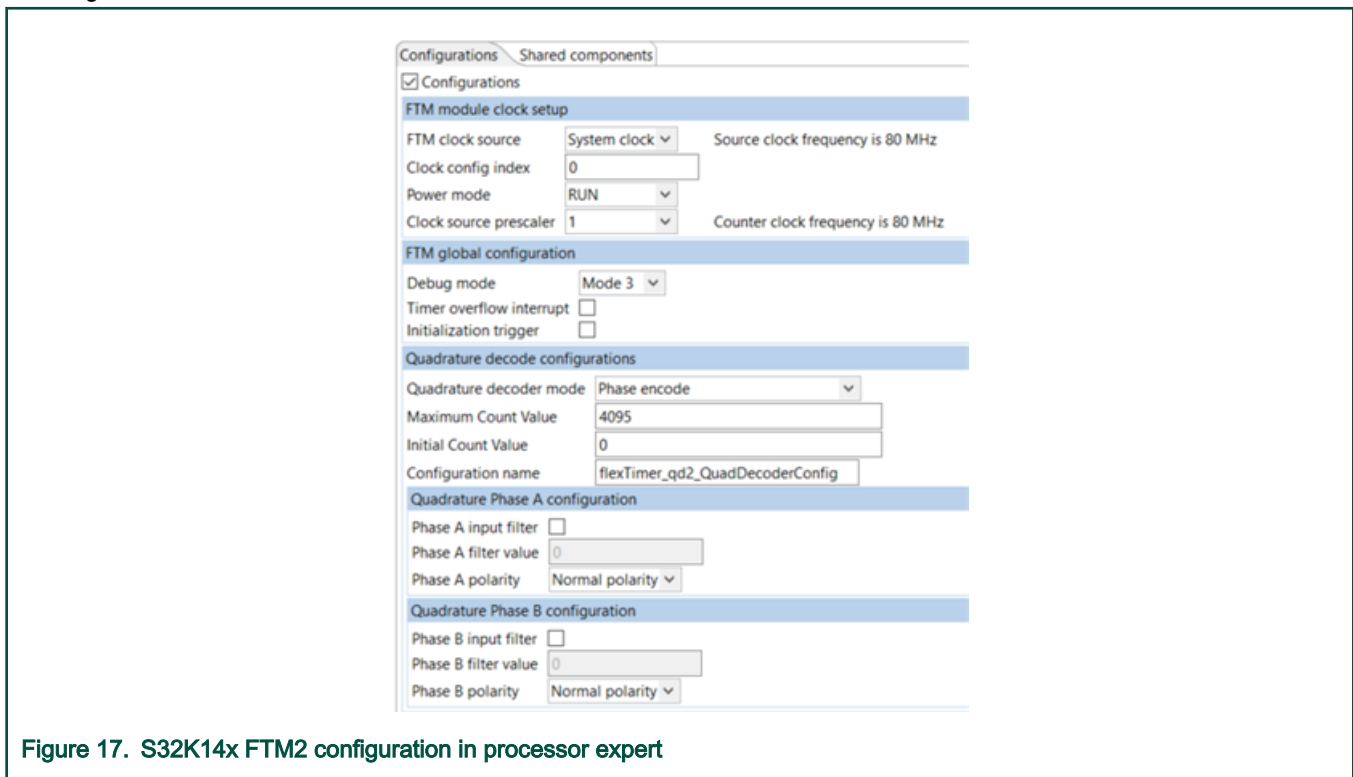 Configurations Shared components
Configurations
FTM module clock setup
FTM clock source System clock Source clock frequency is 80 MHz
Clock config index 0
Power mode RUN
Clock source prescaler 1 Counter clock frequency is 80 MHz
FTM global configuration
Debug mode Mode 3
Timer overflow interrupt
Initialization trigger
Quadrature decode configurations
Quadrature decoder mode Phase encode
Maximum Count Value 4095
Initial Count Value 0
Configuration name flexTimer_qd2_QuadDecoderConfig
Quadrature Phase A configuration
Phase A input filter
Phase A filter value 0
Phase A polarity Normal polarity
Quadrature Phase B configuration
Phase B input filter
Phase B filter value 0
Phase B polarity Normal polarity
Figure 17. S32K14x FTM2 configuration in processor expert